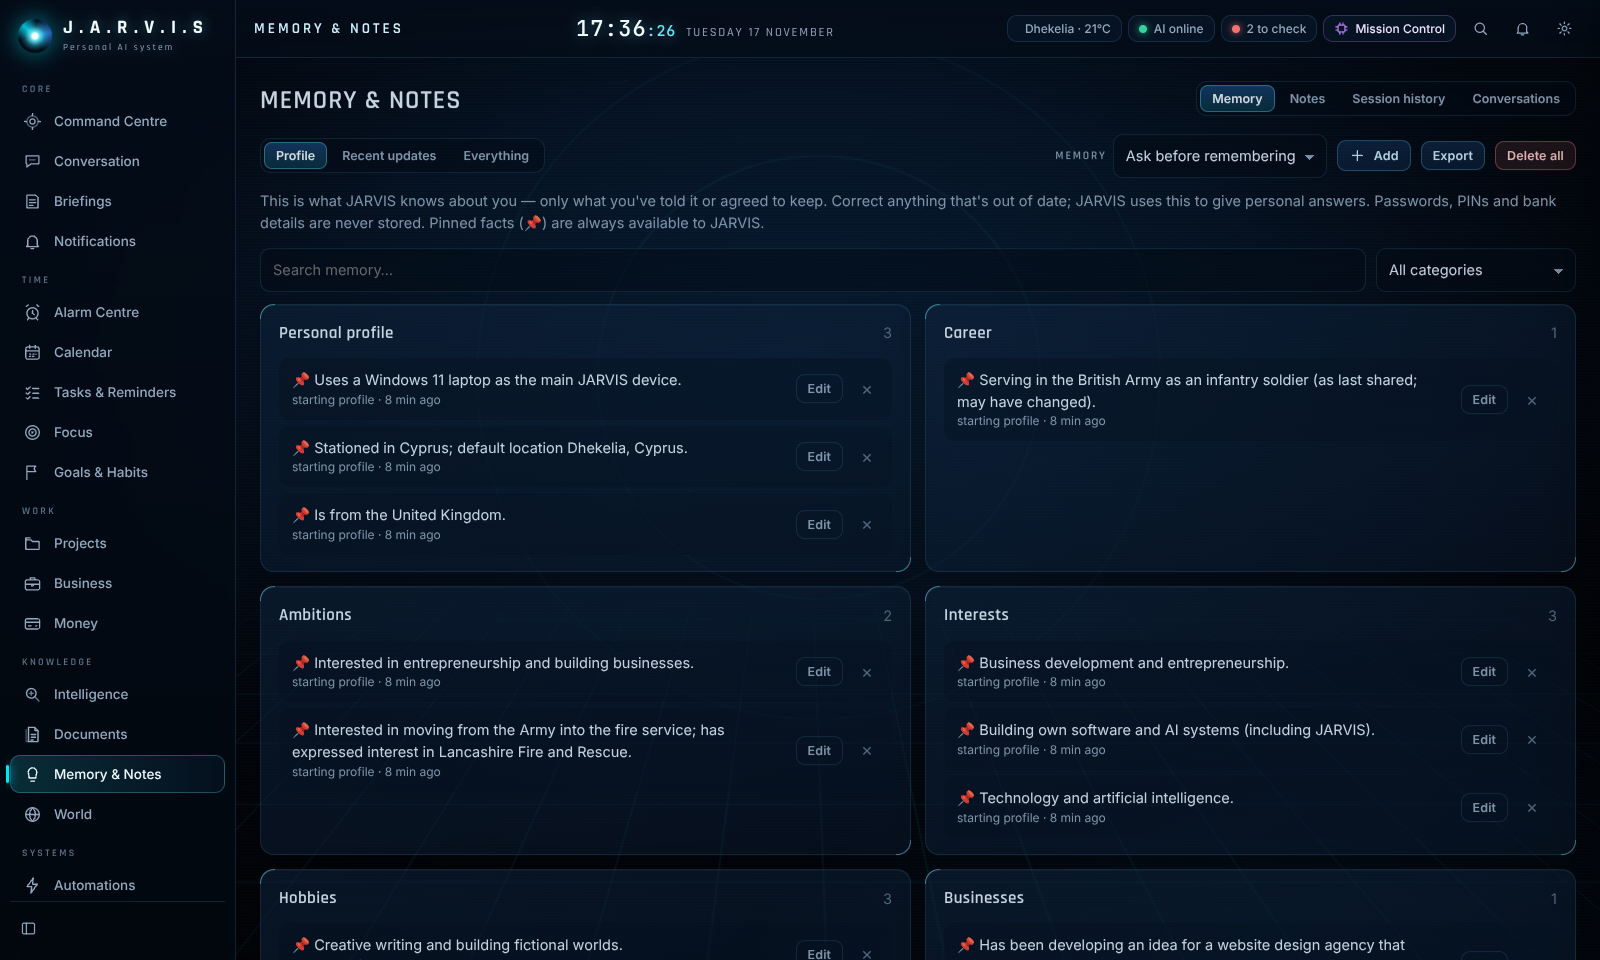 J.A.R.V.I.S
Personal AI system
MEMORY & NOTES
17:36:26 TUESDAY 17 NOVEMBER
Dhekelia · 21°C
AI online
2 to check
Mission Control
CORE
Command Centre
Conversation
Briefings
Notifications
TIME
Alarm Centre
Calendar
Tasks & Reminders
Focus
Goals & Habits
WORK
Projects
Business
Money
KNOWLEDGE
Intelligence
Documents
Memory & Notes
World
SYSTEMS
Automations
MEMORY & NOTES
Memory Notes Session history Conversations
Profile Recent updates Everything
MEMORY Ask before remembering + Add Export Delete all
This is what JARVIS knows about you — only what you've told it or agreed to keep. Correct anything that's out of date; JARVIS uses this to give personal answers. Passwords, PINs and bank
details are never stored. Pinned facts (📌) are always available to JARVIS.
Search memory...
All categories
Personal profile 3
📌 Uses a Windows 11 laptop as the main JARVIS device.
starting profile · 8 min ago
Edit ×
📌 Stationed in Cyprus; default location Dhekelia, Cyprus.
starting profile · 8 min ago
Edit ×
📌 Is from the United Kingdom.
starting profile · 8 min ago
Edit ×
Career 1
📌 Serving in the British Army as an infantry soldier (as last shared;
may have changed).
starting profile · 8 min ago
Edit ×
Ambitions 2
📌 Interested in entrepreneurship and building businesses.
starting profile · 8 min ago
Edit ×
📌 Interested in moving from the Army into the fire service; has
expressed interest in Lancashire Fire and Rescue.
starting profile · 8 min ago
Edit ×
Interests 3
📌 Business development and entrepreneurship.
starting profile · 8 min ago
Edit ×
📌 Building own software and AI systems (including JARVIS).
starting profile · 8 min ago
Edit ×
📌 Technology and artificial intelligence.
starting profile · 8 min ago
Edit ×
Hobbies 3
📌 Creative writing and building fictional worlds.
Edit ×
Businesses 1
📌 Has been developing an idea for a website design agency that
Edit ×